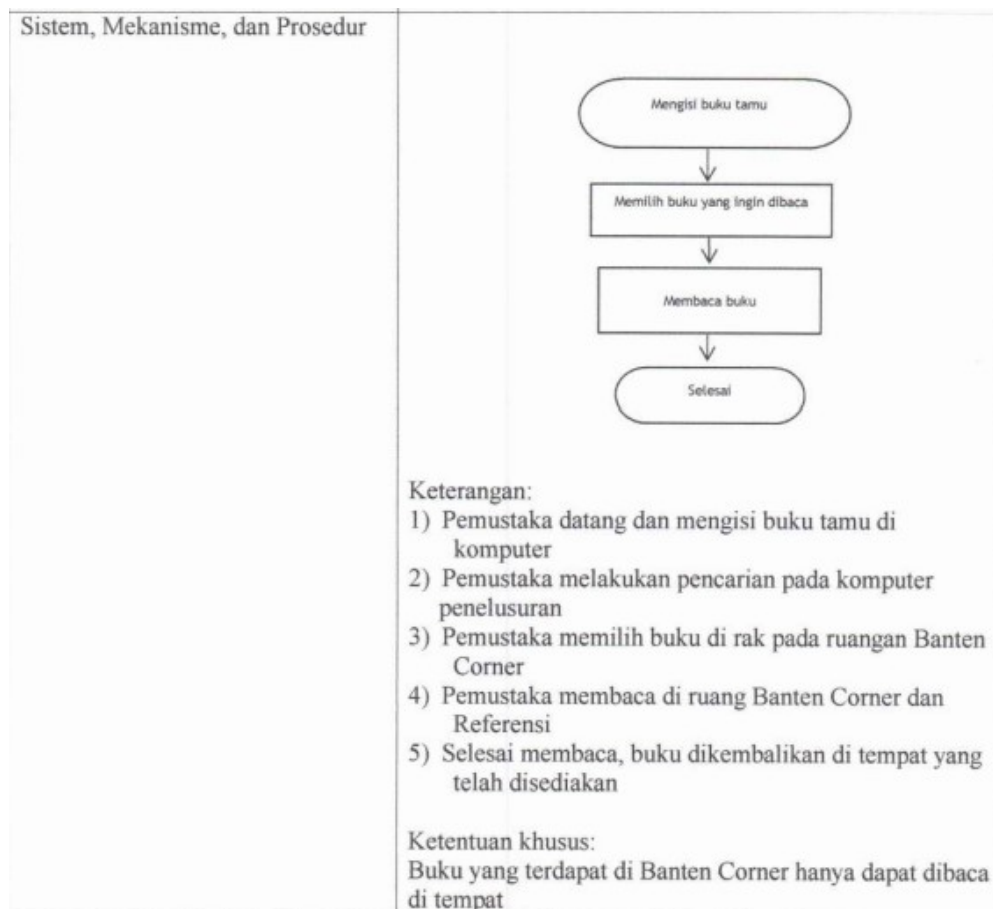 Sistem, Mekanisme, dan Prosedur
Mengisi buku tamu
Memilih buku yang ingin dibaca
Membaca buku
Selesai
Keterangan:
1) Pemustaka datang dan mengisi buku tamu di
komputer
2) Pemustaka melakukan pencarian pada komputer
penelusuran
3) Pemustaka memilih buku di rak pada ruangan Banten
Corner
4) Pemustaka membaca di ruang Banten Corner dan
Referensi
5) Selesai membaca, buku dikembalikan di tempat yang
telah disediakan
Ketentuan khusus:
Buku yang terdapat di Banten Corner hanya dapat dibaca
di tempat